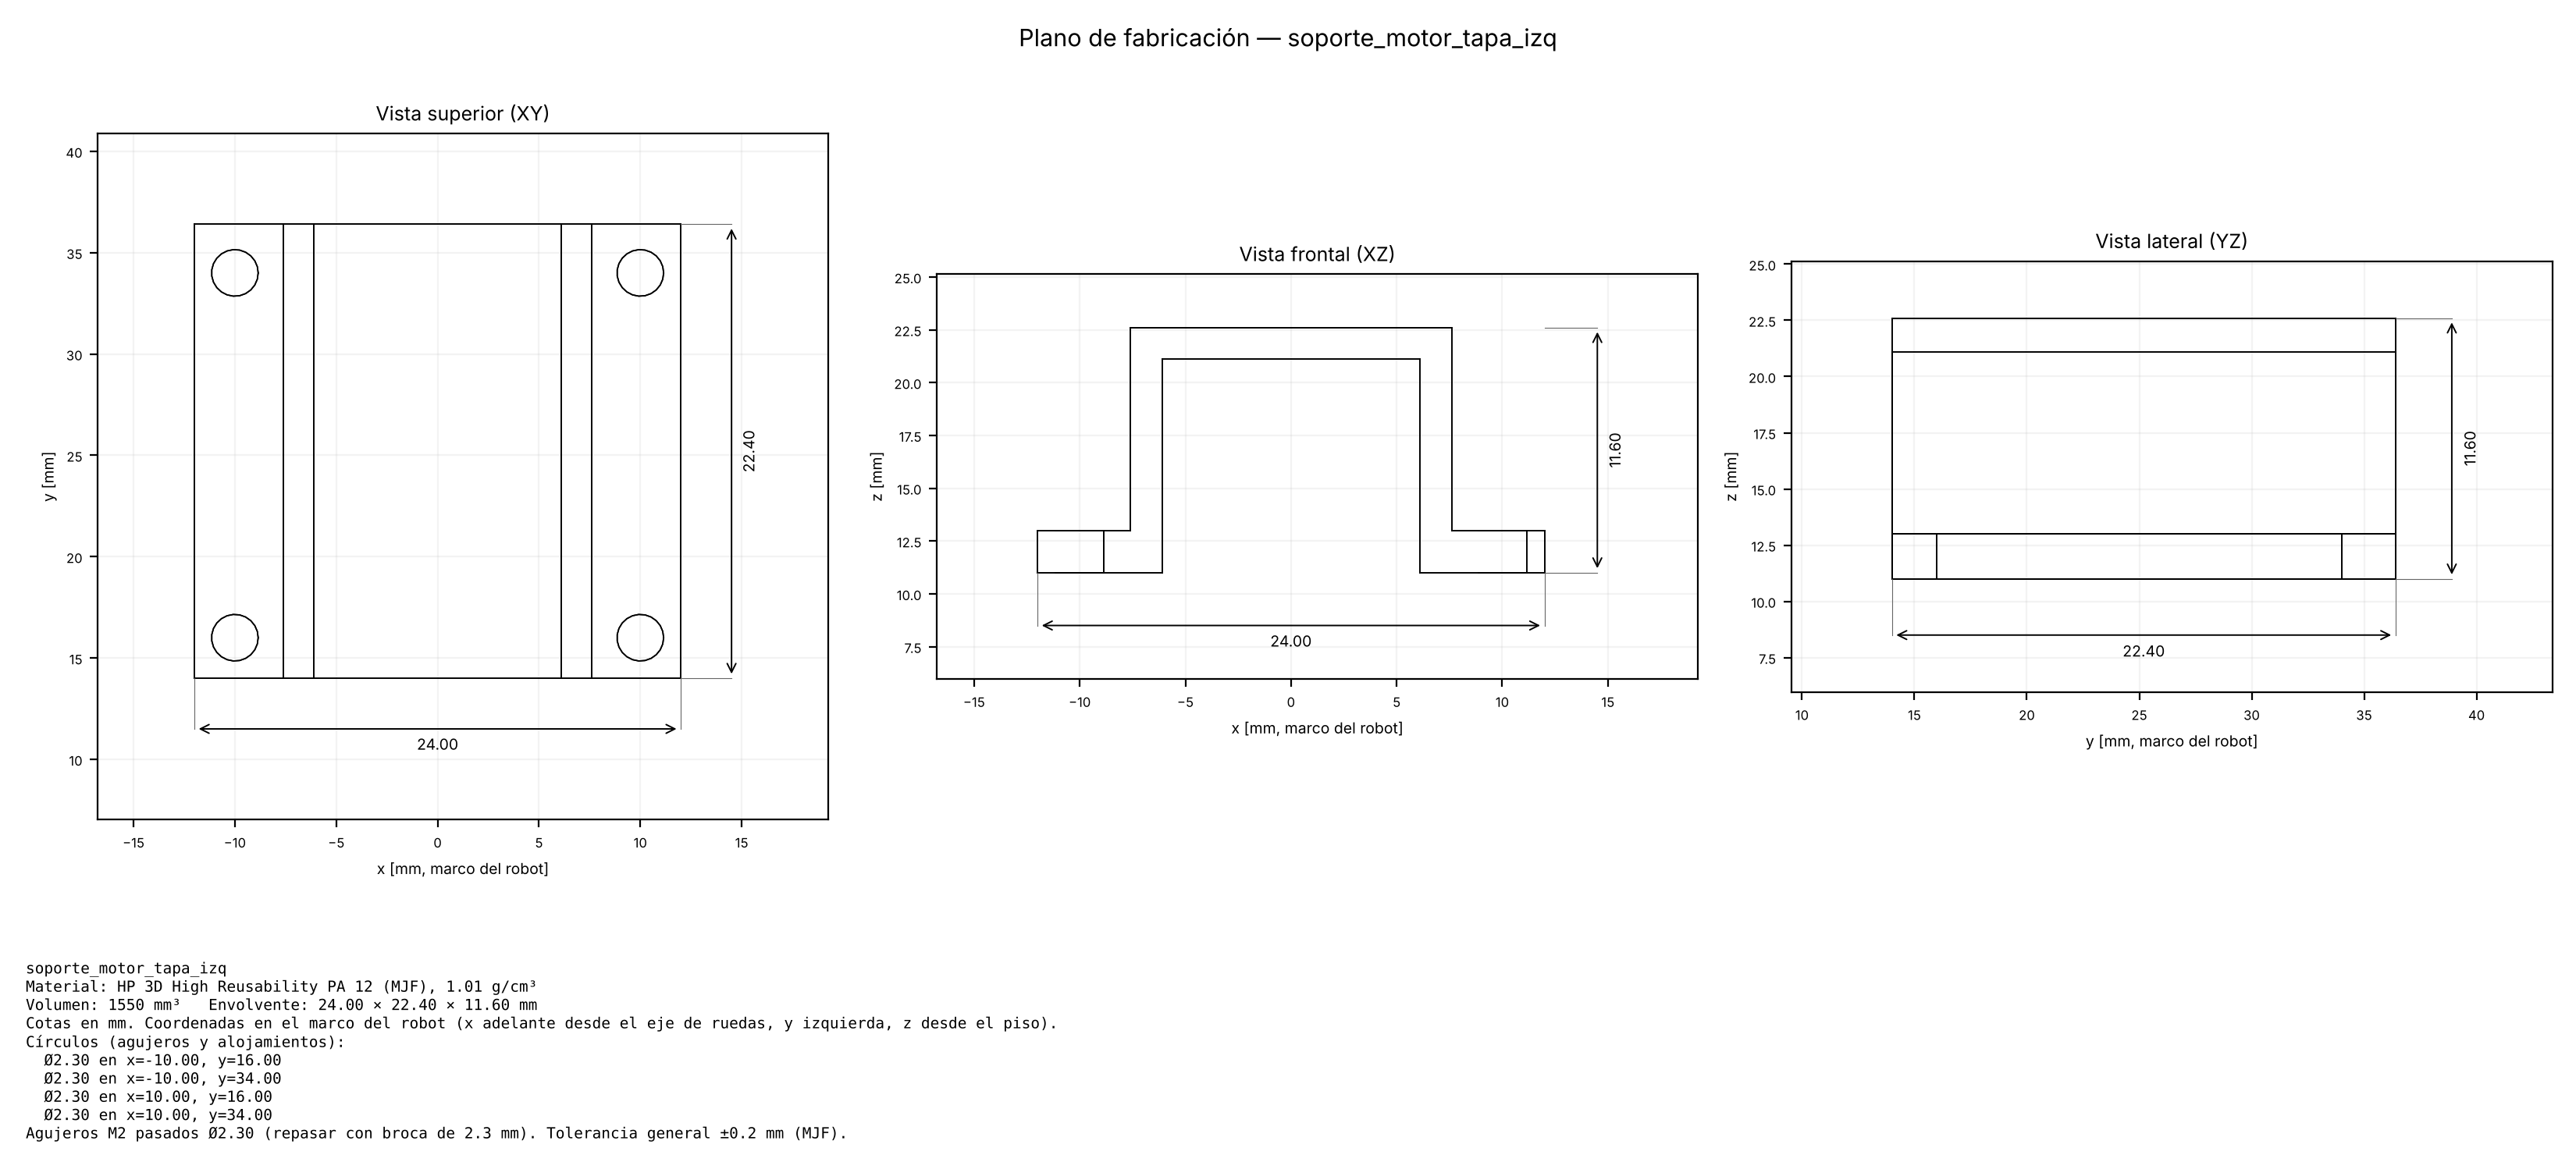 Plano de fabricación — soporte_motor_tapa_izq
Vista superior (XY)
40
35
30
25
20
15
10
y [mm]
22.40
24.00
−15
−10
−5
0
5
10
15
x [mm, marco del robot]
Vista frontal (XZ)
25.0
22.5
20.0
17.5
15.0
12.5
10.0
7.5
z [mm]
11.60
24.00
−15
−10
−5
0
5
10
15
x [mm, marco del robot]
Vista lateral (YZ)
25.0
22.5
20.0
17.5
15.0
12.5
10.0
7.5
z [mm]
11.60
22.40
10
15
20
25
30
35
40
y [mm, marco del robot]
soporte_motor_tapa_izq
Material: HP 3D High Reusability PA 12 (MJF), 1.01 g/cm³
Volumen: 1550 mm³   Envolvente: 24.00 × 22.40 × 11.60 mm
Cotas en mm. Coordenadas en el marco del robot (x adelante desde el eje de ruedas, y izquierda, z desde el piso).
Círculos (agujeros y alojamientos):
  Ø2.30 en x=-10.00, y=16.00
  Ø2.30 en x=-10.00, y=34.00
  Ø2.30 en x=10.00, y=16.00
  Ø2.30 en x=10.00, y=34.00
Agujeros M2 pasados Ø2.30 (repasar con broca de 2.3 mm). Tolerancia general ±0.2 mm (MJF).